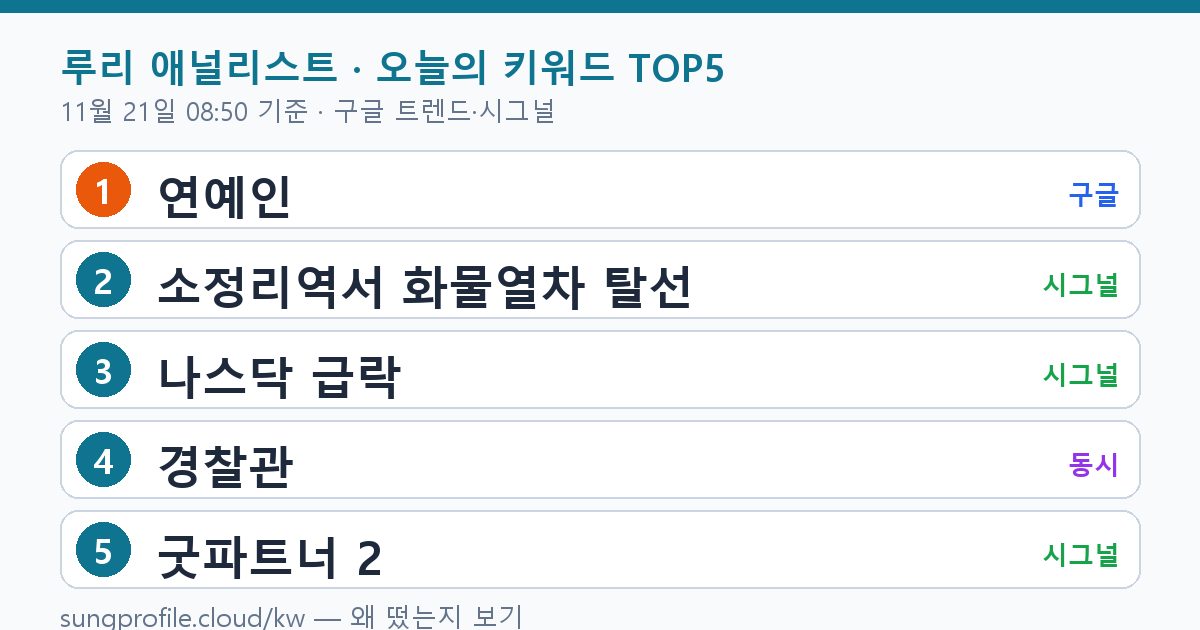 루리 애널리스트 · 오늘의 키워드 TOP5
11월 21일 08:50 기준 · 구글 트렌드·시그널
1 연예인 구글
2 소정리역서 화물열차 탈선 시그널
3 나스닥 급락 시그널
4 경찰관 동시
5 굿파트너 2 시그널
sungprofile.cloud/kw — 왜 떴는지 보기